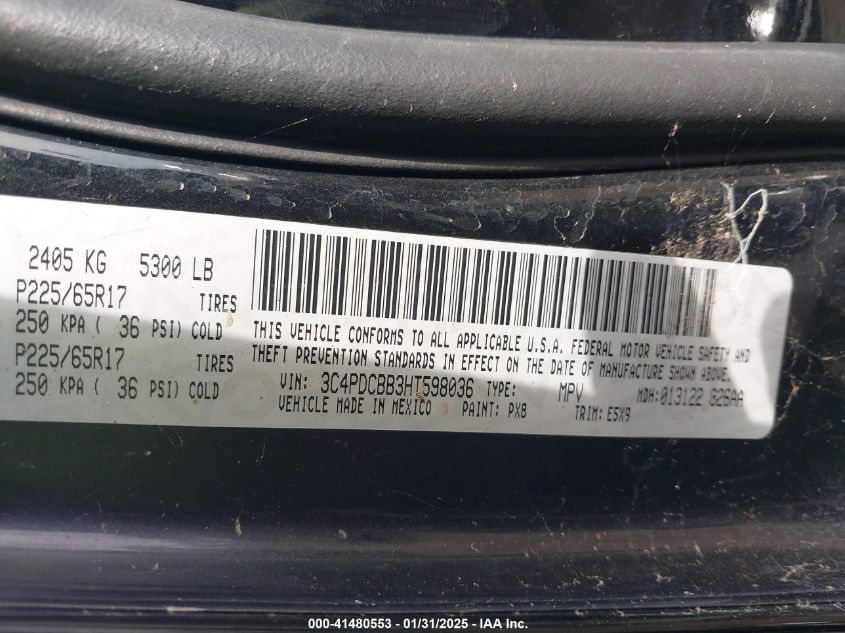 2405 KG 5300 LB
P225/65R17 TIRES
250 KPA ( 36 PSI) COLD
P225/65R17 TIRES
250 KPA ( 36 PSI) COLD
THIS VEHICLE CONFORMS TO ALL APPLICABLE U.S.A. FEDERAL MOTOR VEHICLE SAFETY AND
THEFT PREVENTION STANDARDS IN EFFECT ON THE DATE OF MANUFACTURE SHOWN ABOVE.
VIN: 3C4PDCBB3HT598036 TYPE: MPV MDH:013122 826AA
VEHICLE MADE IN MEXICO PAINT: PX8 TRIM: E5X9
000-41480553 - 01/31/2025 - IAA Inc.